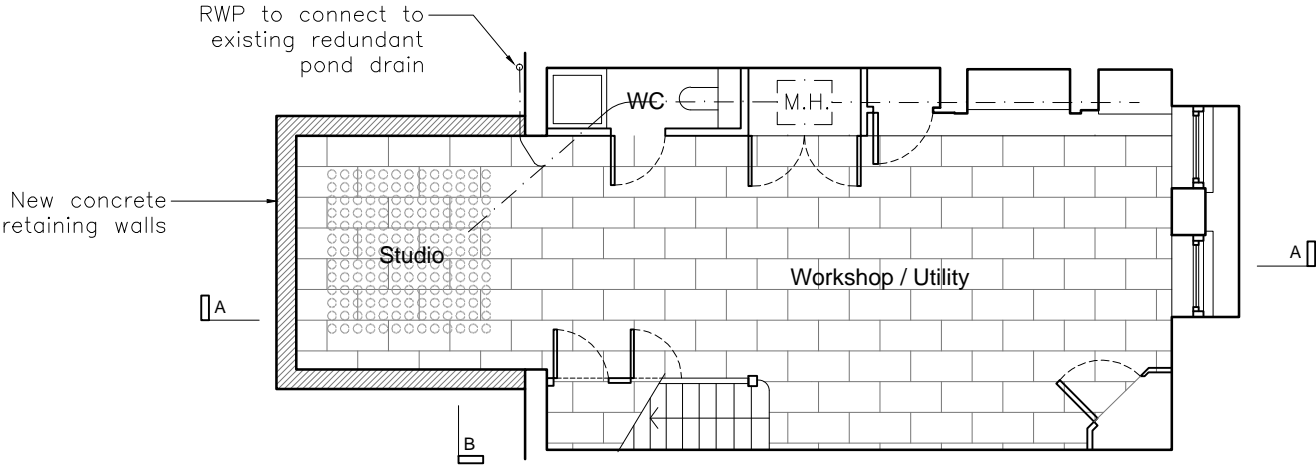 RWP to connect to
existing redundant
pond drain
WC
M.H.
New concrete
retaining walls
Studio
Workshop / Utility
A
A
B